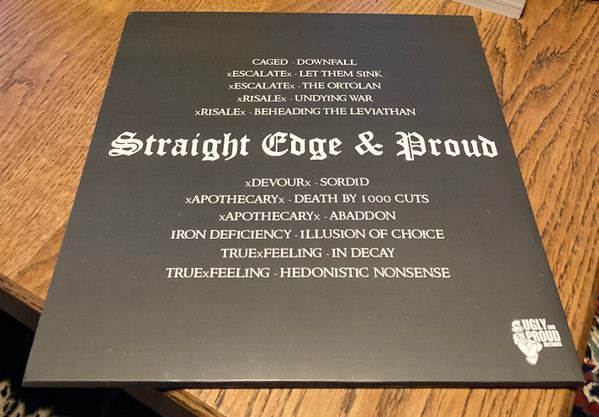 CAGED - DOWNFALL
xESCALATEx - LET THEM SINK
xESCALATEx - THE ORTOLAN
xRISALEx - UNDYING WAR
xRISALEx - BEHEADING THE LEVIATHAN
Straight Edge & Proud
xDEVOURx - SORDID
xAPOTHECARYx - DEATH BY 1000 CUTS
xAPOTHECARYx - ABADDON
IRON DEFICIENCY - ILLUSION OF CHOICE
TRUExFEELING - IN DECAY
TRUExFEELING - HEDONISTIC NONSENSE
UGLY AND
PROUD